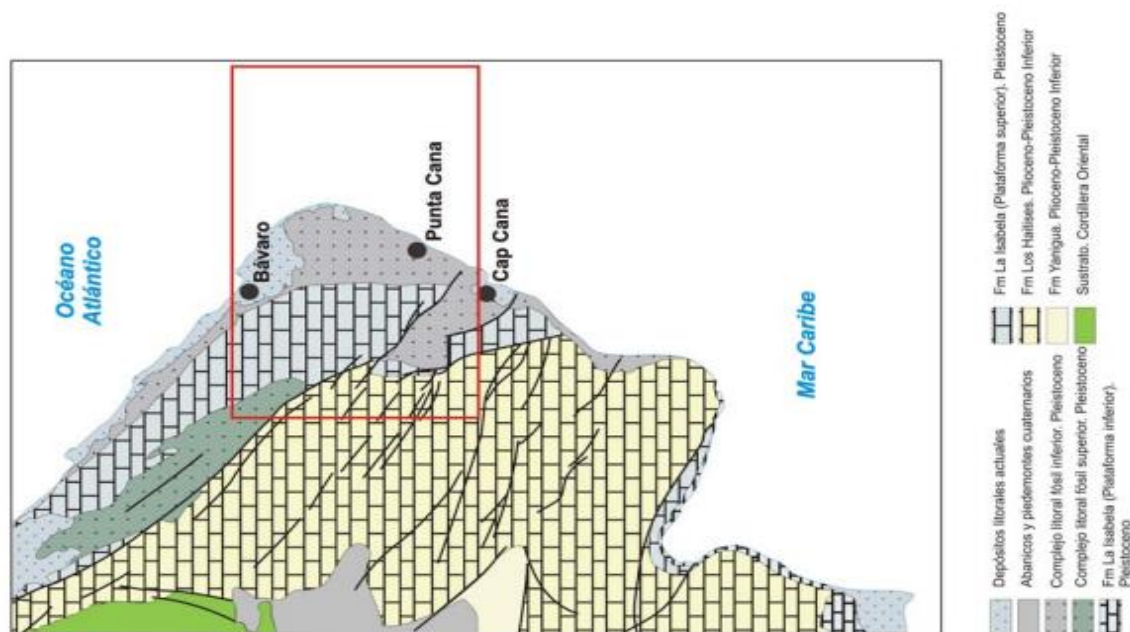 Océano
Atlántico
Bávaro
Punta Cana
Cap Cana
Mar Caribe
Depósitos litorales actuales
Abanicos y piedemontes cuaternarios
Complejo litoral fósil inferior. Pleistoceno
Complejo litoral fósil superior. Pleistoceno
Fm La Isabela (Plataforma inferior).
Pleistoceno
Fm La Isabela (Plataforma superior). Pleistoceno
Fm Los Haitises. Plioceno-Pleistoceno Inferior
Fm Yanigua. Plioceno-Pleistoceno Inferior
Sustrato. Cordillera Oriental